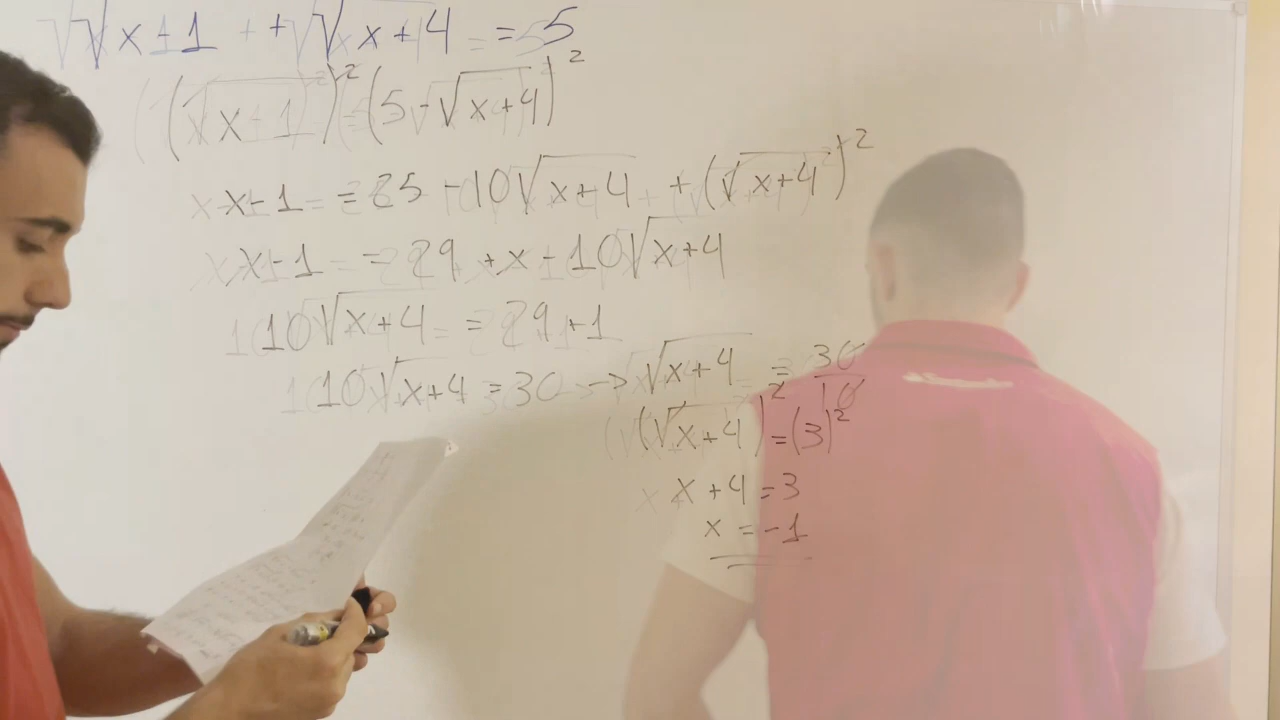 √(x-1) + √(x+4) = 5
(√(x-1))² = (5-√(x+4))²
x-1 = 25 - 10√(x+4) + (√(x+4))²
x-1 = 29 + x - 10√(x+4)
10√(x+4) = 29+1
10√(x+4) = 30 → √(x+4) = 30/10
(√(x+4))² = (3)²
x+4 = 3
x = -1